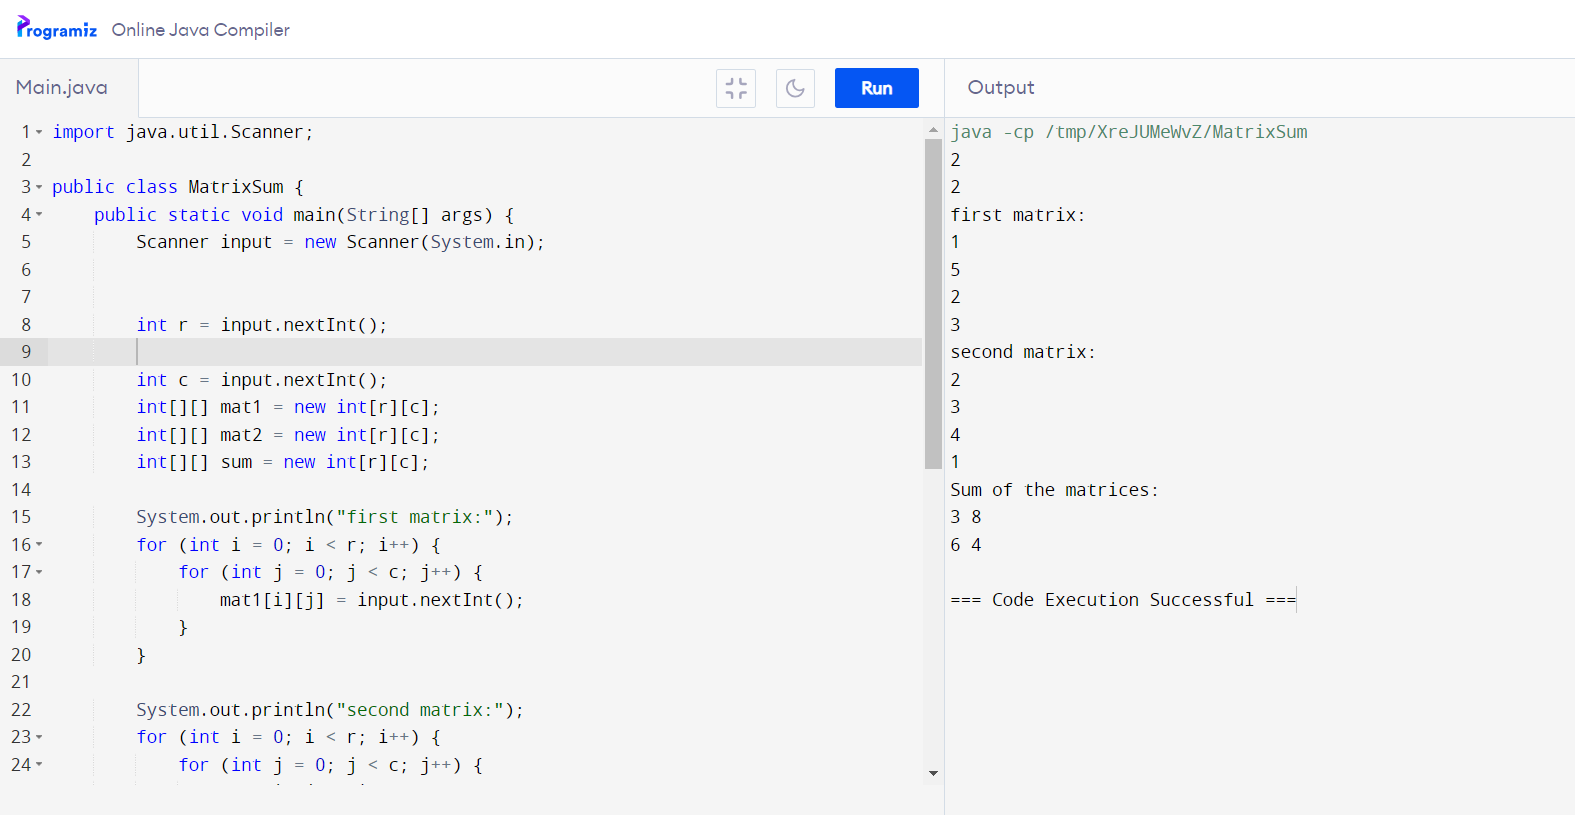 Programiz Online Java Compiler
Main.java
Run
Output
1 import java.util.Scanner;
2
3 public class MatrixSum {
4 public static void main(String[] args) {
5 Scanner input = new Scanner(System.in);
6
7
8 int r = input.nextInt();
9
10 int c = input.nextInt();
11 int[][] mat1 = new int[r][c];
12 int[][] mat2 = new int[r][c];
13 int[][] sum = new int[r][c];
14
15 System.out.println("first matrix:");
16 for (int i = 0; i < r; i++) {
17 for (int j = 0; j < c; j++) {
18 mat1[i][j] = input.nextInt();
19 }
20 }
21
22 System.out.println("second matrix:");
23 for (int i = 0; i < r; i++) {
24 for (int j = 0; j < c; j++) {
java -cp /tmp/XreJUMeWvZ/MatrixSum
2
2
first matrix:
1
5
2
3
second matrix:
2
3
4
1
Sum of the matrices:
3 8
6 4
=== Code Execution Successful ===